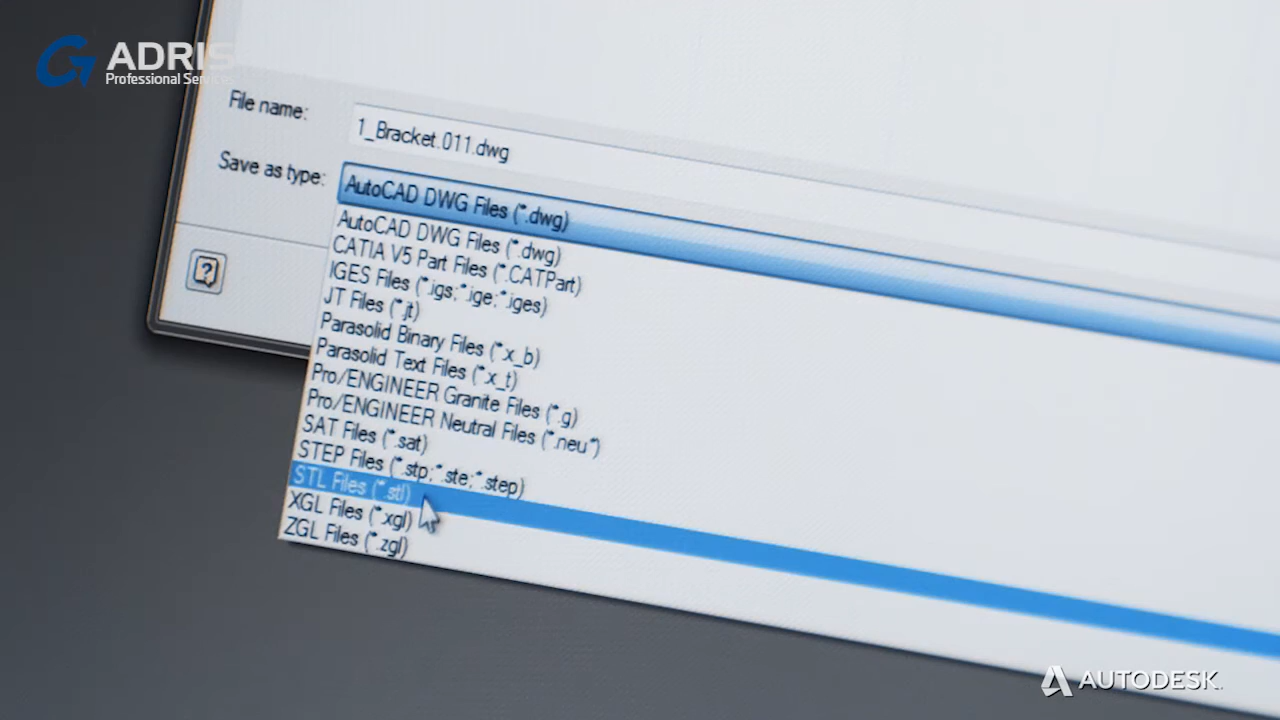 ADRIS
Professional Services
File name:
1_Bracket.011.dwg
Save as type:
AutoCAD DWG Files (*.dwg)
AutoCAD DWG Files (*.dwg)
CATIA V5 Part Files (*.CATPart)
IGES Files (*.igs;*.ige;*.iges)
JT Files (*.jt)
Parasolid Binary Files (*.x_b)
Parasolid Text Files (*.x_t)
Pro/ENGINEER Granite Files (*.g)
Pro/ENGINEER Neutral Files (*.neu*)
SAT Files (*.sat)
STEP Files (*.stp;*.ste;*.step)
STL Files (*.stl)
XGL Files (*.xgl)
ZGL Files (*.zgl)
?
AUTODESK.